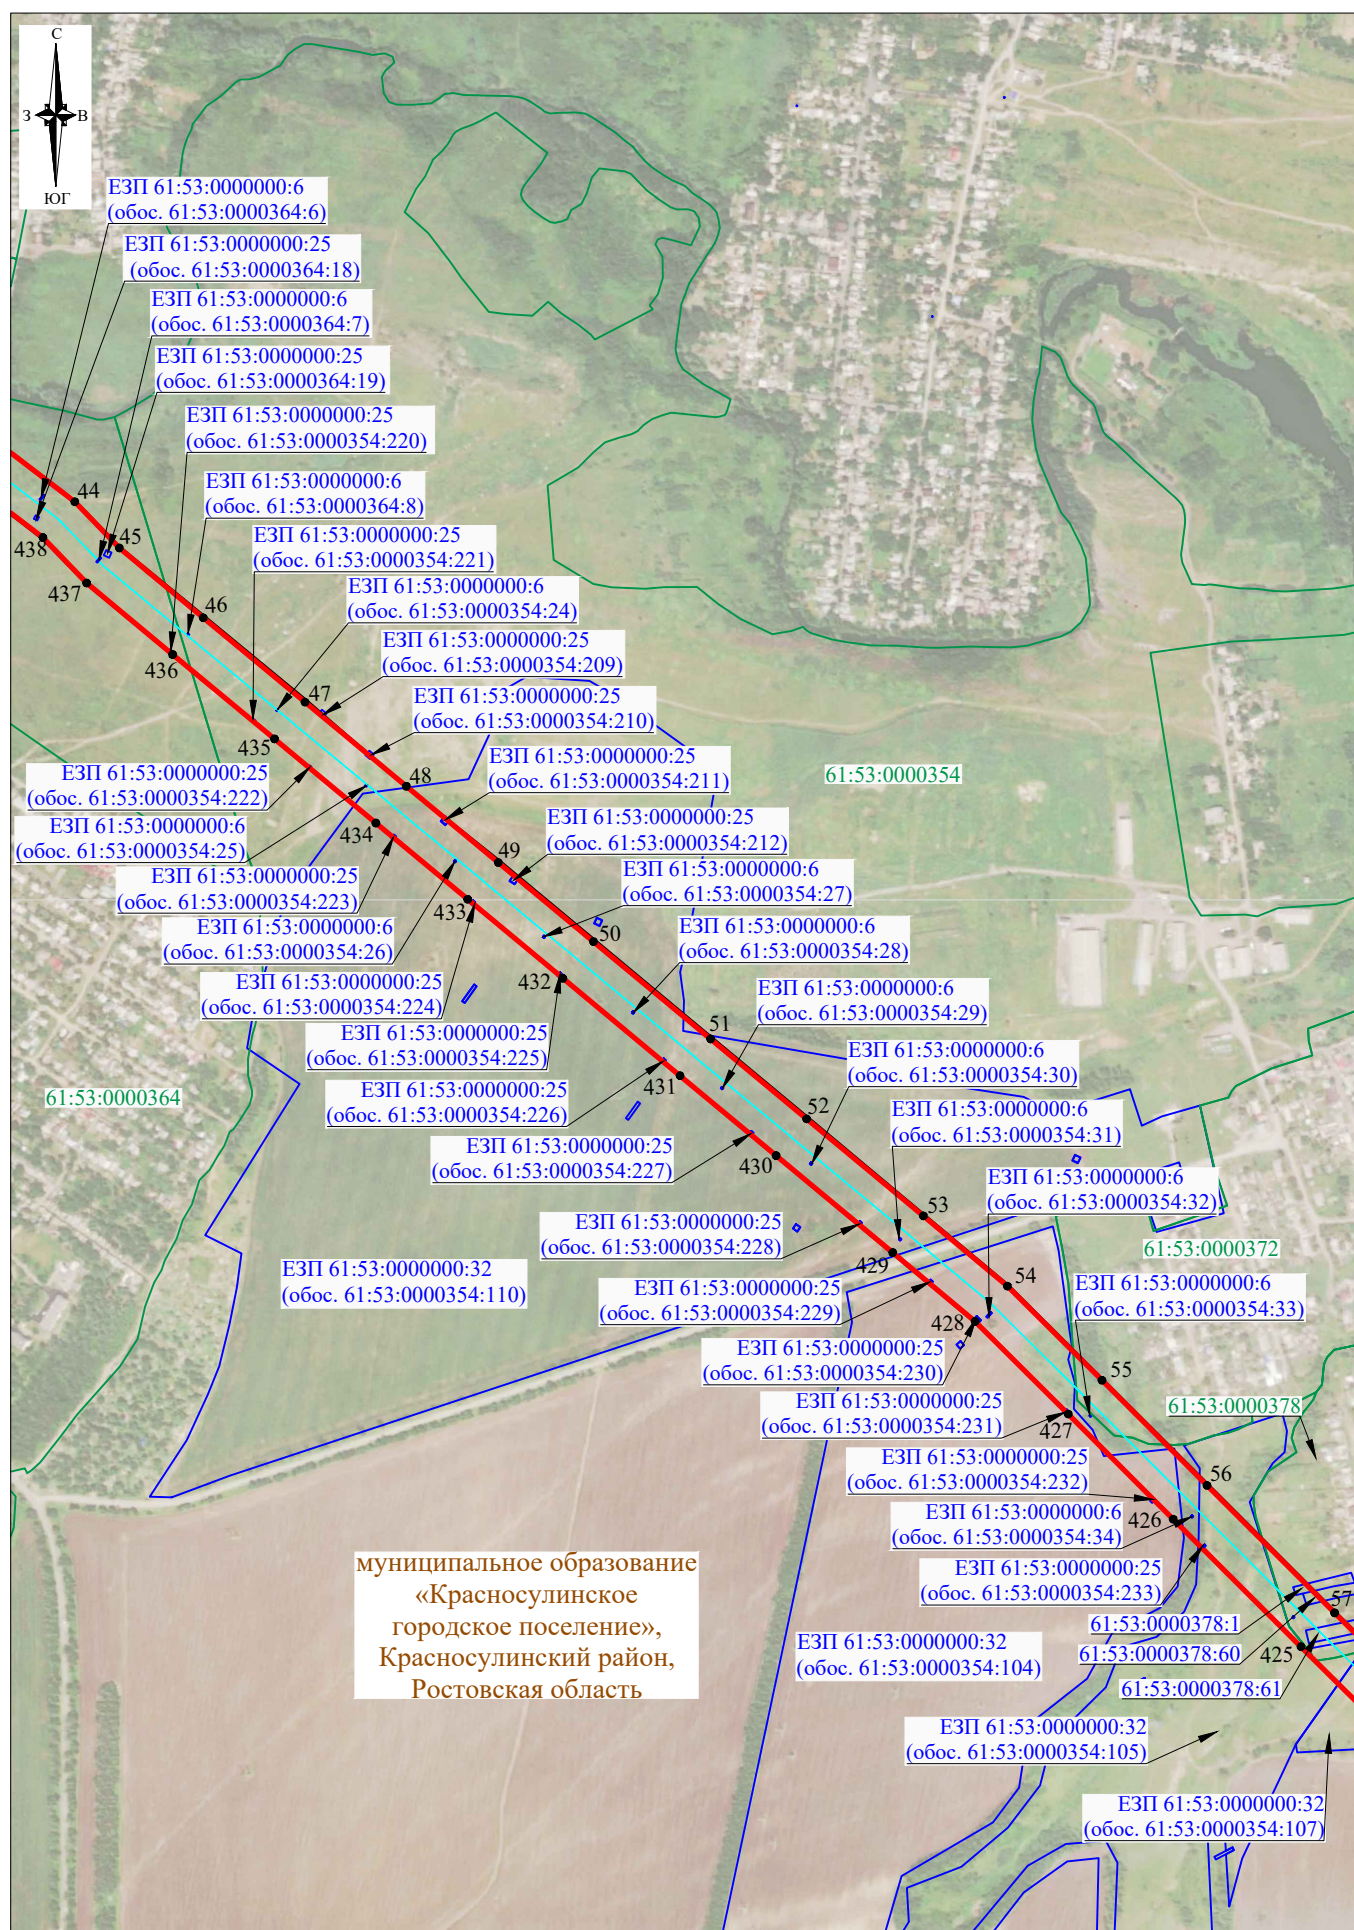 С
З
В
ЮГ
ЕЗП 61:53:0000000:6
(обос. 61:53:0000364:6)
ЕЗП 61:53:0000000:25
(обос. 61:53:0000364:18)
ЕЗП 61:53:0000000:6
(обос. 61:53:0000364:7)
ЕЗП 61:53:0000000:25
(обос. 61:53:0000364:19)
ЕЗП 61:53:0000000:25
(обос. 61:53:0000354:220)
ЕЗП 61:53:0000000:6
(обос. 61:53:0000364:8)
44
438
45
ЕЗП 61:53:0000000:25
(обос. 61:53:0000354:221)
437
46
ЕЗП 61:53:0000000:6
(обос. 61:53:0000354:24)
436
ЕЗП 61:53:0000000:25
(обос. 61:53:0000354:209)
47
ЕЗП 61:53:0000000:25
(обос. 61:53:0000354:210)
435
ЕЗП 61:53:0000000:25
(обос. 61:53:0000354:211)
48
61:53:0000354
ЕЗП 61:53:0000000:25
(обос. 61:53:0000354:222)
ЕЗП 61:53:0000000:25
(обос. 61:53:0000354:212)
434
ЕЗП 61:53:0000000:6
(обос. 61:53:0000354:25)
49
ЕЗП 61:53:0000000:6
(обос. 61:53:0000354:27)
ЕЗП 61:53:0000000:25
(обос. 61:53:0000354:223)
433
50
ЕЗП 61:53:0000000:6
(обос. 61:53:0000354:26)
ЕЗП 61:53:0000000:6
(обос. 61:53:0000354:28)
432
ЕЗП 61:53:0000000:25
(обос. 61:53:0000354:224)
ЕЗП 61:53:0000000:6
(обос. 61:53:0000354:29)
51
ЕЗП 61:53:0000000:25
(обос. 61:53:0000354:225)
ЕЗП 61:53:0000000:6
(обос. 61:53:0000354:30)
431
61:53:0000364
ЕЗП 61:53:0000000:25
(обос. 61:53:0000354:226)
52
ЕЗП 61:53:0000000:6
(обос. 61:53:0000354:31)
ЕЗП 61:53:0000000:25
(обос. 61:53:0000354:227)
430
ЕЗП 61:53:0000000:6
(обос. 61:53:0000354:32)
53
ЕЗП 61:53:0000000:25
(обос. 61:53:0000354:228)
429
61:53:0000372
ЕЗП 61:53:0000000:32
(обос. 61:53:0000354:110)
54
ЕЗП 61:53:0000000:6
(обос. 61:53:0000354:33)
ЕЗП 61:53:0000000:25
(обос. 61:53:0000354:229)
428
ЕЗП 61:53:0000000:25
(обос. 61:53:0000354:230)
55
ЕЗП 61:53:0000000:25
(обос. 61:53:0000354:231)
427
61:53:0000378
ЕЗП 61:53:0000000:25
(обос. 61:53:0000354:232)
56
426
ЕЗП 61:53:0000000:6
(обос. 61:53:0000354:34)
ЕЗП 61:53:0000000:25
(обос. 61:53:0000354:233)
57
61:53:0000378:1
425
61:53:0000378:60
61:53:0000378:61
муниципальное образование
«Красносулинское
городское поселение»,
Красносулинский район,
Ростовская область
ЕЗП 61:53:0000000:32
(обос. 61:53:0000354:104)
ЕЗП 61:53:0000000:32
(обос. 61:53:0000354:105)
ЕЗП 61:53:0000000:32
(обос. 61:53:0000354:107)